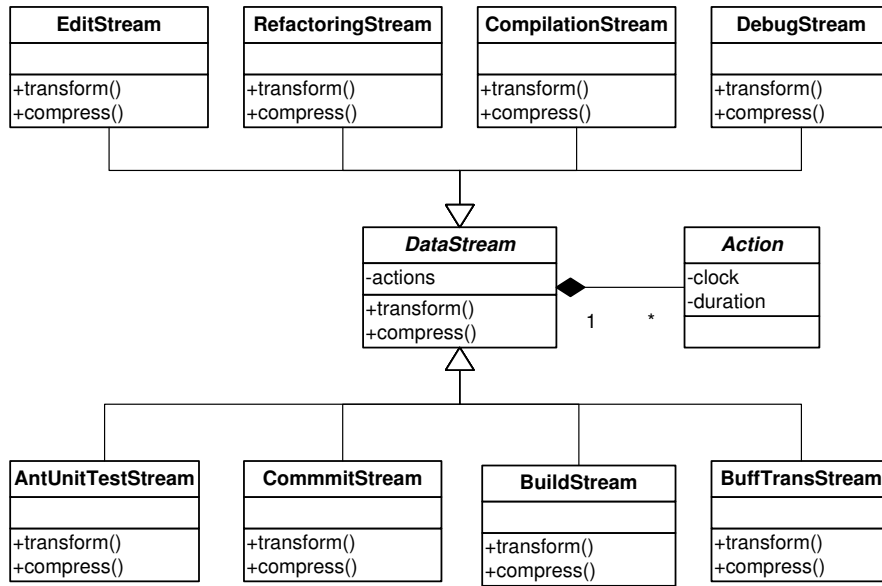 EditStream
+transform()
+compress()
RefactoringStream
+transform()
+compress()
CompilationStream
+transform()
+compress()
DebugStream
+transform()
+compress()
DataStream
-actions
+transform()
+compress()
1
*
Action
-clock
-duration
AntUnitTestStream
+transform()
+compress()
CommmitStream
+transform()
+compress()
BuildStream
+transform()
+compress()
BuffTransStream
+transform()
+compress()